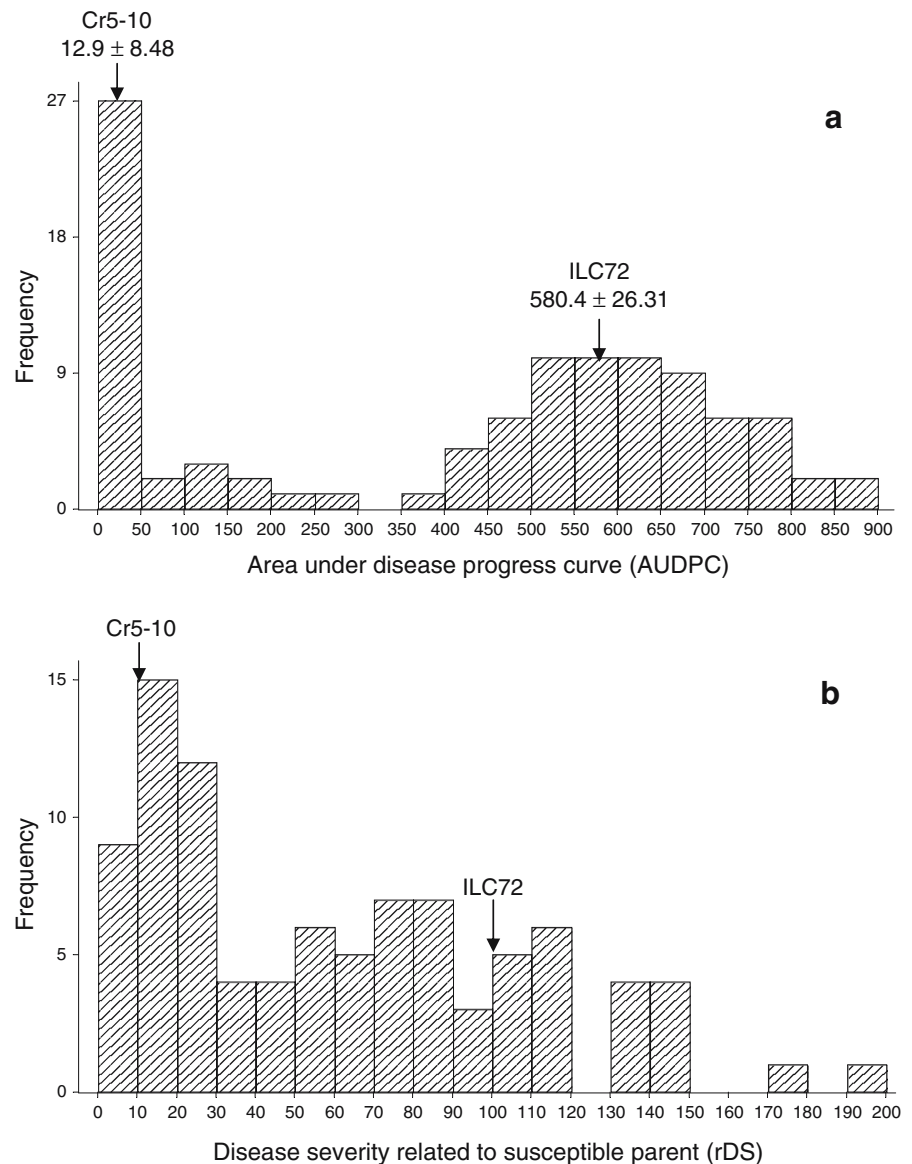 Cr5-10
12.9 ± 8.48
27
a
18
ILC72
580.4 ± 26.31
9
0
Frequency
0 50 100 150 200 250 300 350 400 450 500 550 600 650 700 750 800 850 900
Area under disease progress curve (AUDPC)
Cr5-10
15
b
10
ILC72
5
0
Frequency
0 10 20 30 40 50 60 70 80 90 100 110 120 130 140 150 160 170 180 190 200
Disease severity related to susceptible parent (rDS)